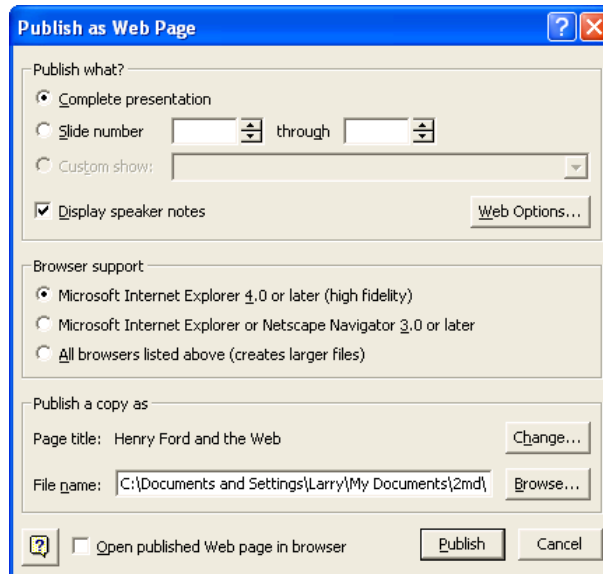 Publish as Web Page
Publish what?
Complete presentation
Slide number through
Custom show:
Display speaker notes Web Options...
Browser support
Microsoft Internet Explorer 4.0 or later (high fidelity)
Microsoft Internet Explorer or Netscape Navigator 3.0 or later
All browsers listed above (creates larger files)
Publish a copy as
Page title: Henry Ford and the Web Change...
File name: C:\Documents and Settings\Larry\My Documents\2md\ Browse...
Open published Web page in browser Publish Cancel